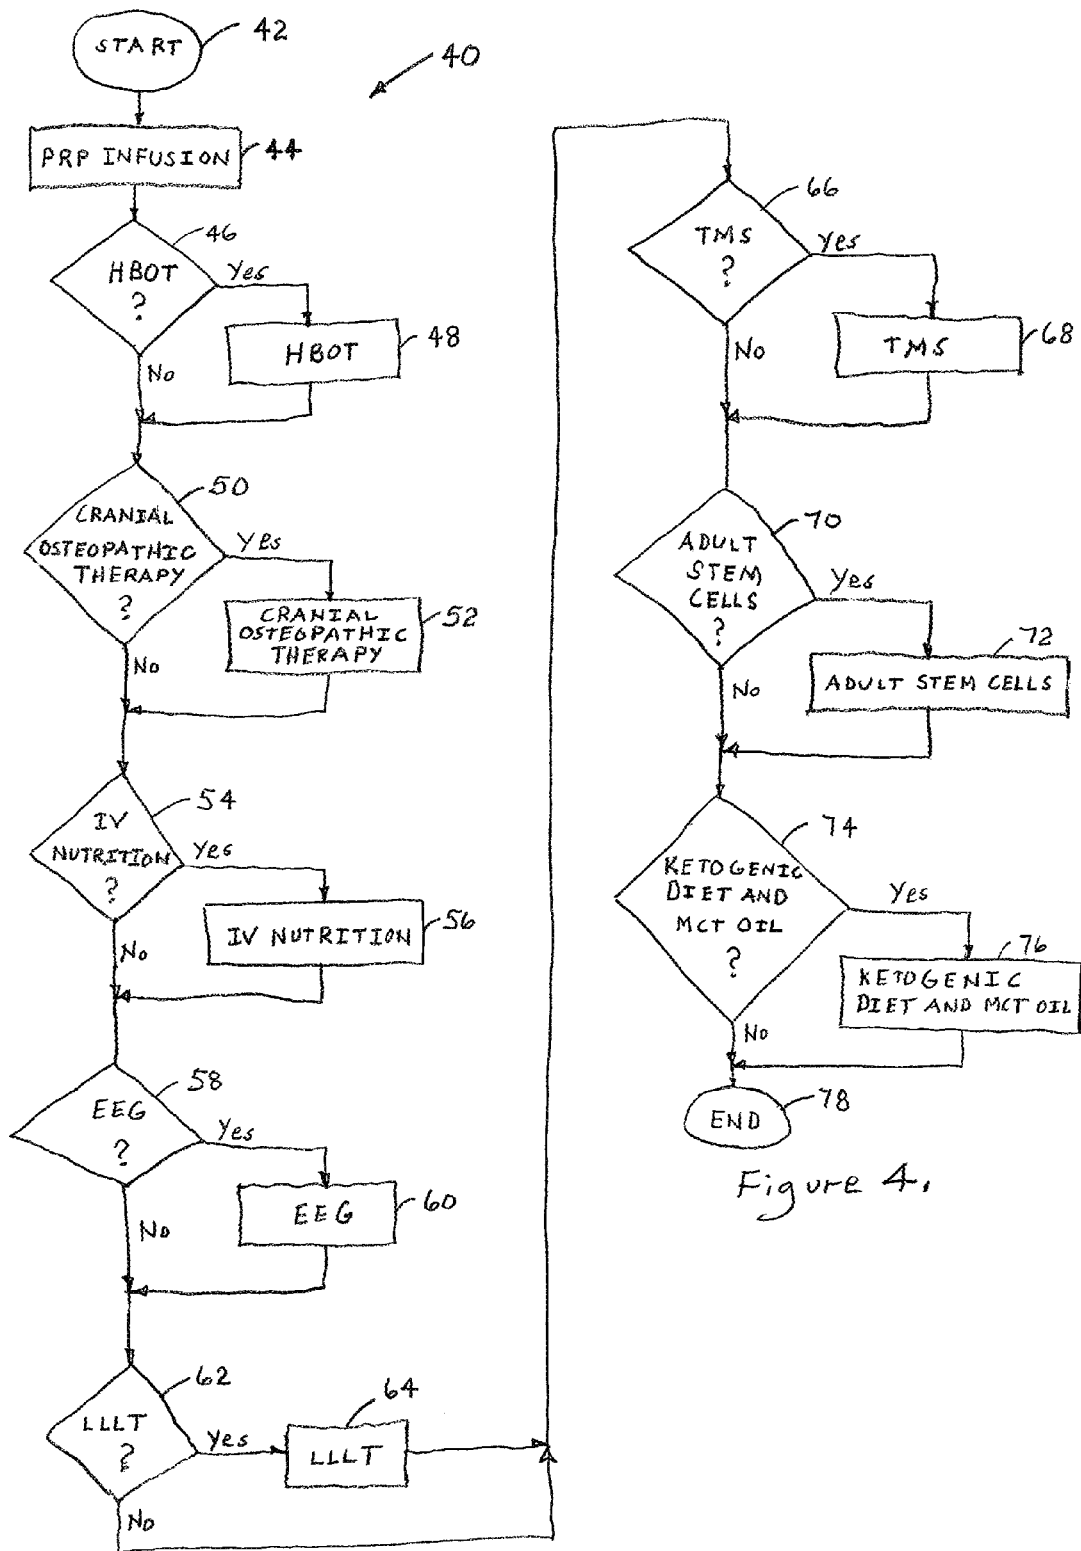 START
42
40
PRP INFUSION
44
46
HBOT
?
Yes
HBOT
48
No
50
CRANIAL
OSTEOPATHIC
THERAPY
?
Yes
CRANIAL
OSTEOPATHIC
THERAPY
52
No
54
IV
NUTRITION
?
Yes
IV NUTRITION
56
No
58
EEG
?
Yes
EEG
60
No
62
LLLT
?
Yes
64
LLLT
No
66
TMS
?
Yes
TMS
68
No
70
ADULT
STEM
CELLS
?
Yes
72
ADULT STEM CELLS
No
74
KETOGENIC
DIET AND
MCT OIL
?
Yes
76
KETOGENIC
DIET AND MCT OIL
No
END
78
Figure 4.